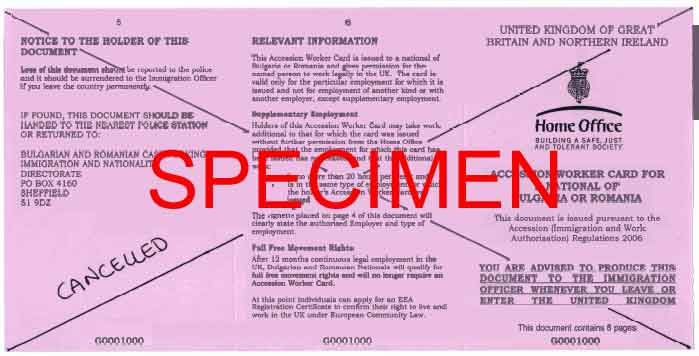 5
NOTICE TO THE HOLDER OF THIS
DOCUMENT
Loss of this document should be reported to the police
and it should be surrendered to the Immigration Officer
if you leave the country permanently.
IF FOUND, THIS DOCUMENT SHOULD BE
HANDED TO THE NEAREST POLICE STATION
OR RETURNED TO:
BULGARIAN AND ROMANIAN
IMMIGRATION AND
DIRECTORATE
PO BOX 4160
SHEFFIELD
S1 9DZ
CANCELLED
G0001000
6
RELEVANT INFORMATION
This Accession Worker Card is issued to a national of
Bulgaria or Romania and gives permission for the
named person to work legally in the UK. The card is
valid only for the particular employment for which it is
issued and not for employment of another kind or with
another employer, except supplementary employment.
Supplementary Employment
Holders of this Accession Worker Card may take work
additional to that for which the card was issued
without further permission from the Home Office
provided that the employment for which this card has
been issued has not and that the additional
work:
no more than 20 hours per and
is in the same type of employment for which
the holder's Accession Worker
issued
The vignette placed on page 4 of this document will
clearly state the authorised Employer and type of
employment.
Full Free Movement Rights
After 12 months continuous legal employment in the
UK, Bulgarian and Romanian Nationals will qualify for
full free movement rights and will no longer require an
Accession Worker Card.
At this point individuals can apply for an EEA
Registration Certificate to confirm their right to live and
work in the UK under European Community Law.
G0001000
UNITED KINGDOM OF GREAT
BRITAIN AND NORTHERN IRELAND
Home Office
BUILDING A SAFE, JUST
AND TOLERANT SOCIETY
ACCESSION WORKER CARD FOR
NATIONAL OF
BULGARIA OR ROMANIA
This document is issued pursuant to the
Accession (Immigration and Work
Authorisation) Regulations 2006
YOU ARE ADVISED TO PRODUCE THIS
DOCUMENT TO THE IMMIGRATION
OFFICER WHENEVER YOU LEAVE OR
ENTER THE UNITED KINGDOM
This document contains 6 pages
G0001000
SPECIMEN